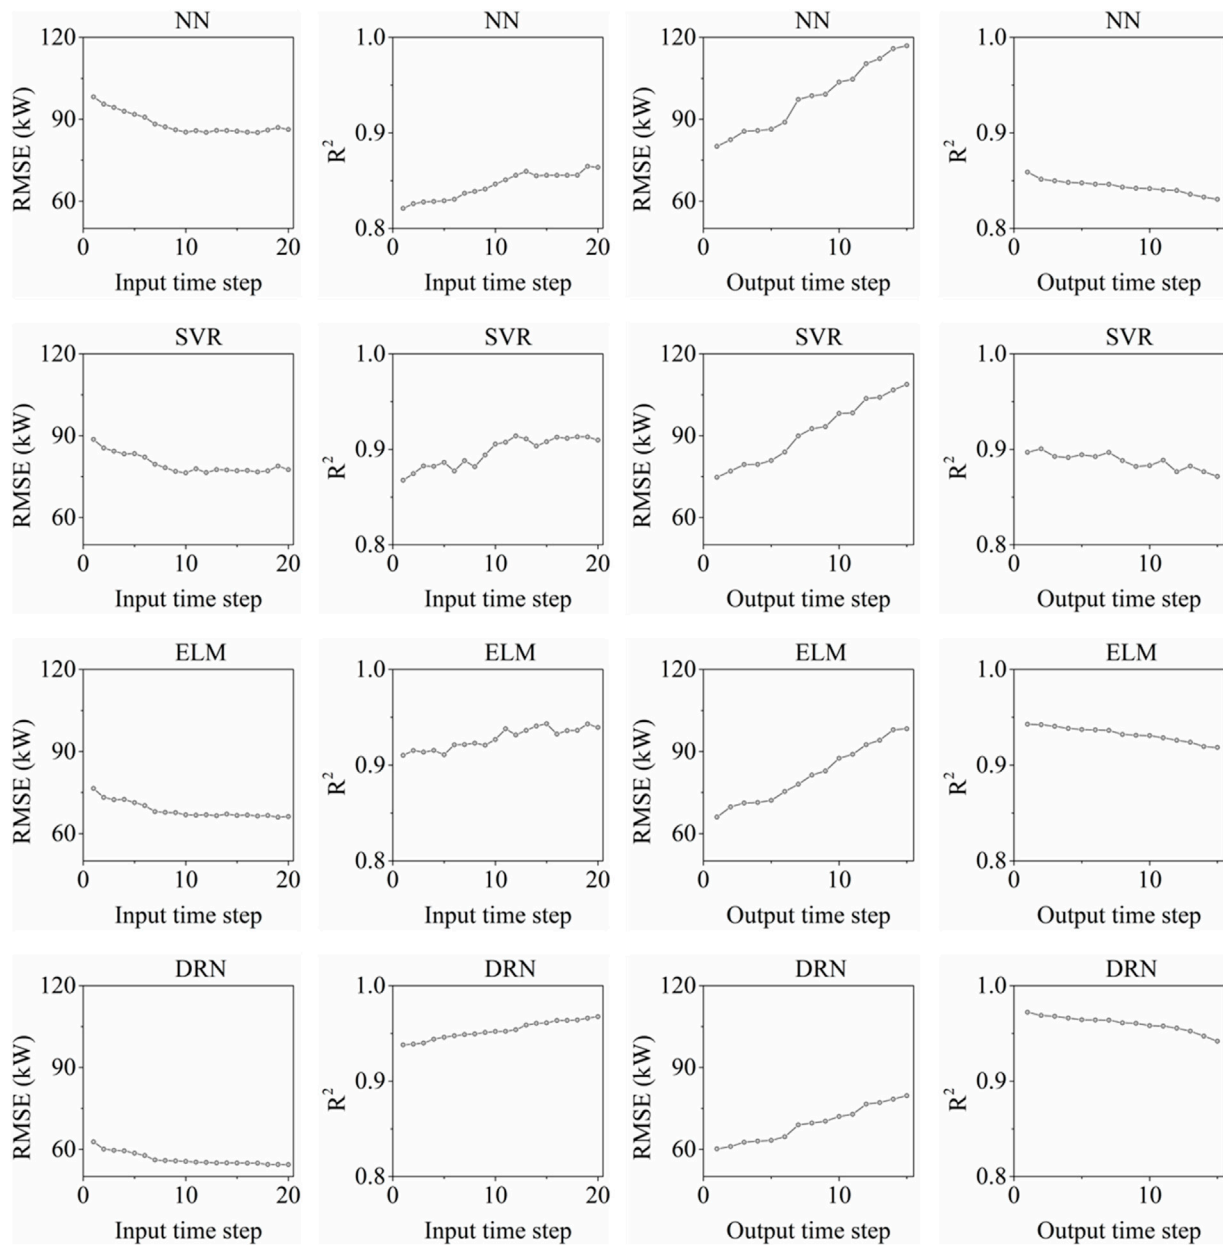 NN NN NN NN
120 1.0 120 1.0
RMSE (kW) R² RMSE (kW) R²
90 0.9 90 0.9
60 60
0.8 0.8
0 10 20 0 10 20 0 10 0 10
Input time step Input time step Output time step Output time step
SVR SVR SVR SVR
120 1.0 120 1.0
RMSE (kW) R² RMSE (kW) R²
90 0.9 90 0.9
60 60
0.8 0.8
0 10 20 0 10 20 0 10 0 10
Input time step Input time step Output time step Output time step
ELM ELM ELM ELM
120 1.0 120 1.0
RMSE (kW) R² RMSE (kW) R²
90 0.9 90 0.9
60 60
0.8 0.8
0 10 20 0 10 20 0 10 0 10
Input time step Input time step Output time step Output time step
DRN DRN DRN DRN
120 1.0 120 1.0
RMSE (kW) R² RMSE (kW) R²
90 0.9 90 0.9
60 60
0.8 0.8
0 10 20 0 10 20 0 10 0 10
Input time step Input time step Output time step Output time step